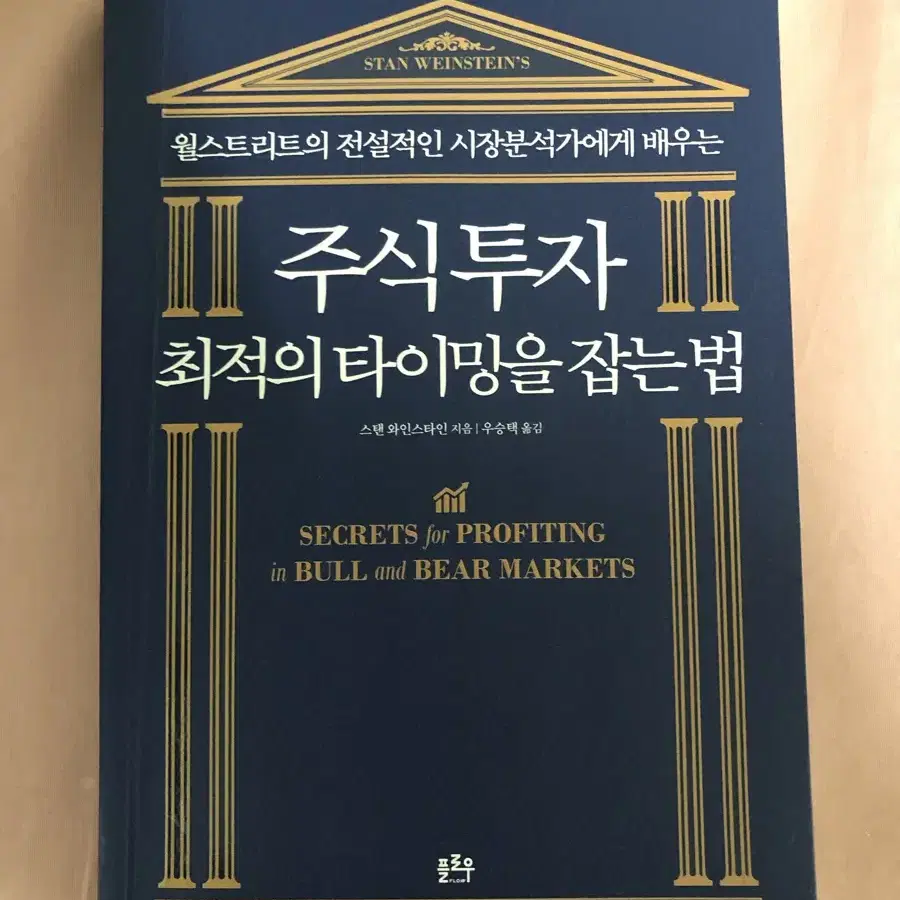 STAN WEINSTEIN'S
월스트리트의 전설적인 시장분석가에게 배우는
주식 투자
최적의 타이밍을 잡는 법
스탠 와인스타인 지음 | 우승택 옮김
SECRETS for PROFITING
in BULL and BEAR MARKETS
플로우
FLOW